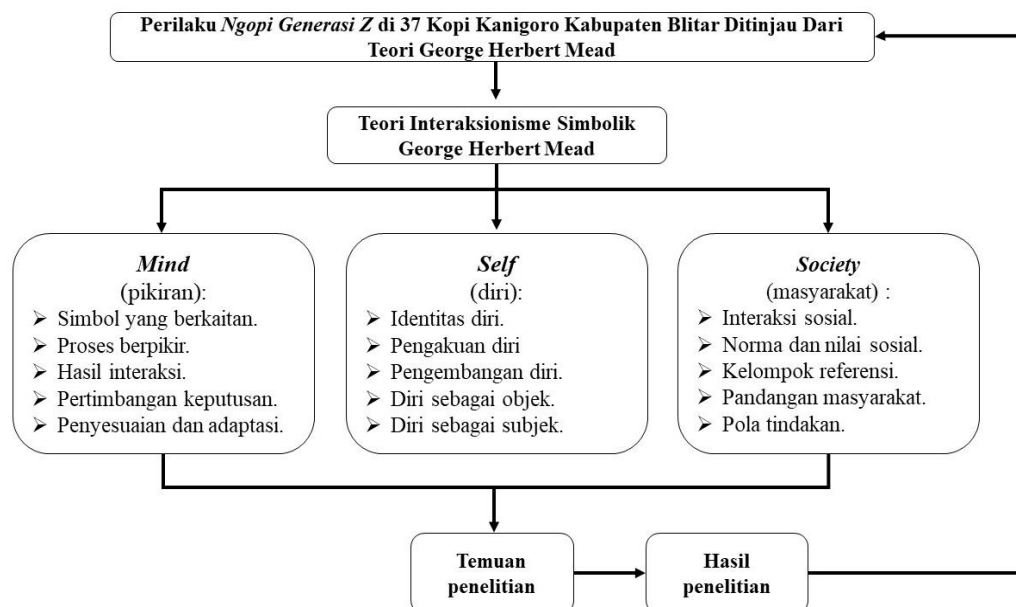 Perilaku Ngopi Generasi Z di 37 Kopi Kanigoro Kabupaten Blitar Ditinjau Dari
Teori George Herbert Mead
Teori Interaksionisme Simbolik
George Herbert Mead
Mind
(pikiran):
➤ Simbol yang berkaitan.
➤ Proses berpikir.
➤ Hasil interaksi.
➤ Pertimbangan keputusan.
➤ Penyesuaian dan adaptasi.
Self
(diri):
➤ Identitas diri.
➤ Pengakuan diri
➤ Pengembangan diri.
➤ Diri sebagai objek.
➤ Diri sebagai subjek.
Society
(masyarakat) :
➤ Interaksi sosial.
➤ Norma dan nilai sosial.
➤ Kelompok referensi.
➤ Pandangan masyarakat.
➤ Pola tindakan.
Temuan
penelitian
Hasil
penelitian